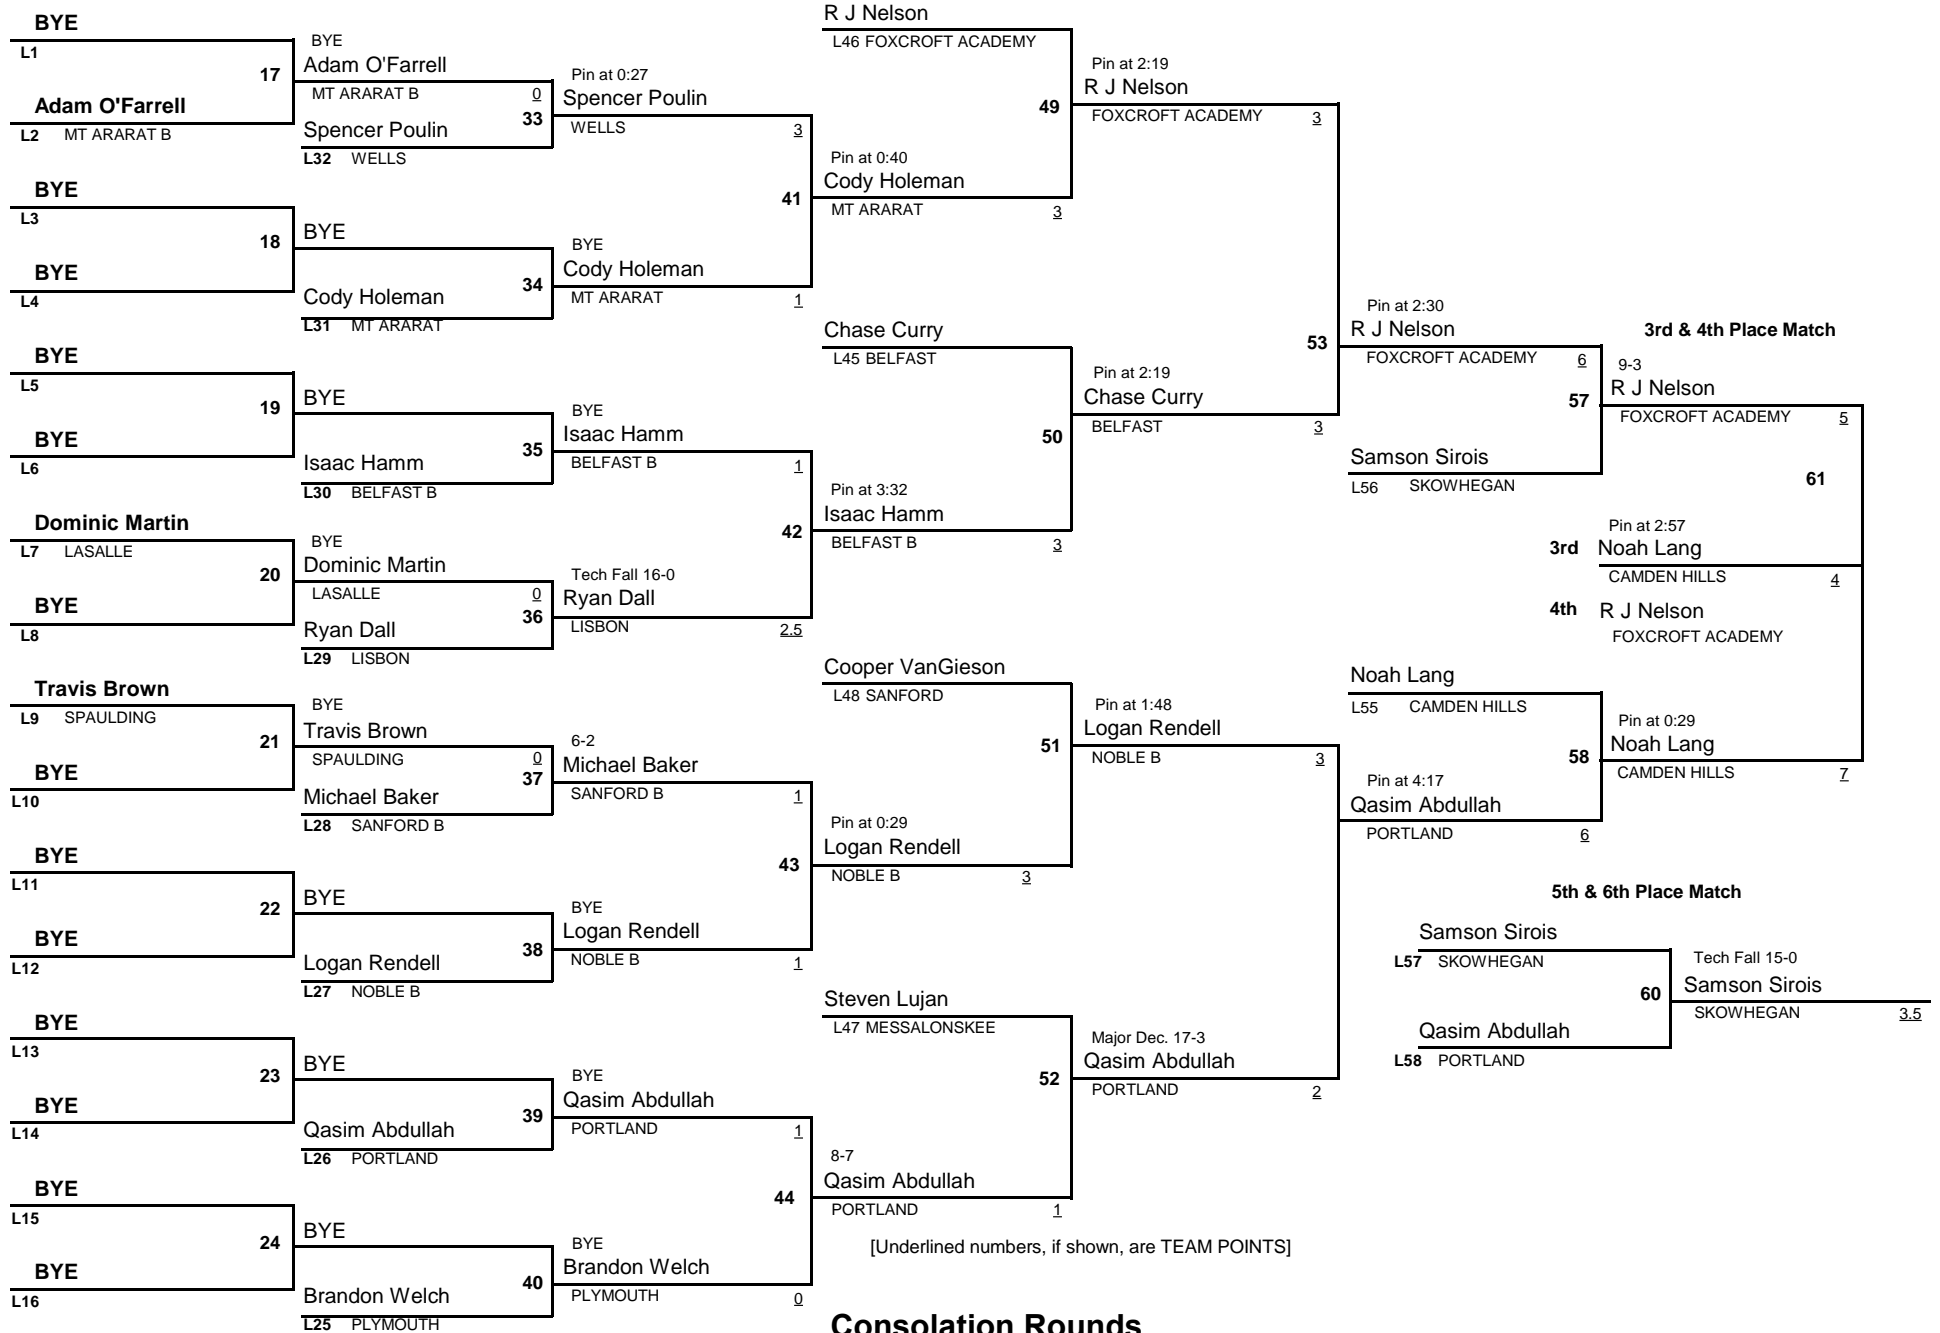 BYE
L1
17
Adam O'Farrell
L2 MT ARARAT B
BYE
L3
18
BYE
L4
BYE
L5
19
BYE
L6
Dominic Martin
L7 LASALLE
20
BYE
L8
Travis Brown
L9 SPAULDING
21
BYE
L10
BYE
L11
22
BYE
L12
BYE
L13
23
BYE
L14
BYE
L15
24
BYE
L16
BYE
Adam O'Farrell
MT ARARAT B 0
33
Spencer Poulin
L32 WELLS
BYE
34
Cody Holeman
L31 MT ARARAT
BYE
35
Isaac Hamm
L30 BELFAST B
BYE
Dominic Martin
LASALLE 0
36
Ryan Dall
L29 LISBON
BYE
Travis Brown
SPAULDING 0
37
Michael Baker
L28 SANFORD B
BYE
38
Logan Rendell
L27 NOBLE B
BYE
39
Qasim Abdullah
L26 PORTLAND
BYE
40
Brandon Welch
L25 PLYMOUTH
Pin at 0:27
Spencer Poulin
WELLS 3
41
BYE
Cody Holeman
MT ARARAT 1
BYE
Isaac Hamm
BELFAST B 1
42
Tech Fall 16-0
Ryan Dall
LISBON 2.5
6-2
Michael Baker
SANFORD B 1
43
BYE
Logan Rendell
NOBLE B 1
BYE
Qasim Abdullah
PORTLAND 1
44
BYE
Brandon Welch
PLYMOUTH 0
R J Nelson
L46 FOXCROFT ACADEMY
49
Pin at 0:40
Cody Holeman
MT ARARAT 3
Chase Curry
L45 BELFAST
50
Pin at 3:32
Isaac Hamm
BELFAST B 3
Cooper VanGieson
L48 SANFORD
51
Pin at 0:29
Logan Rendell
NOBLE B 3
Steven Lujan
L47 MESSALONSKEE
52
8-7
Qasim Abdullah
PORTLAND 1
Pin at 2:19
R J Nelson
FOXCROFT ACADEMY 3
53
Pin at 2:19
Chase Curry
BELFAST 3
Pin at 1:48
Logan Rendell
NOBLE B 3
Major Dec. 17-3
Qasim Abdullah
PORTLAND 2
Pin at 2:30
R J Nelson
FOXCROFT ACADEMY 6
57
Samson Sirois
L56 SKOWHEGAN
Noah Lang
L55 CAMDEN HILLS
58
Pin at 4:17
Qasim Abdullah
PORTLAND 6
3rd & 4th Place Match
9-3
R J Nelson
FOXCROFT ACADEMY 5
61
Pin at 2:57
3rd Noah Lang
CAMDEN HILLS 4
4th R J Nelson
FOXCROFT ACADEMY
Pin at 0:29
Noah Lang
CAMDEN HILLS 7
5th & 6th Place Match
Samson Sirois
L57 SKOWHEGAN
60
Qasim Abdullah
L58 PORTLAND
Tech Fall 15-0
Samson Sirois
SKOWHEGAN 3.5
[Underlined numbers, if shown, are TEAM POINTS]
Consolation Rounds